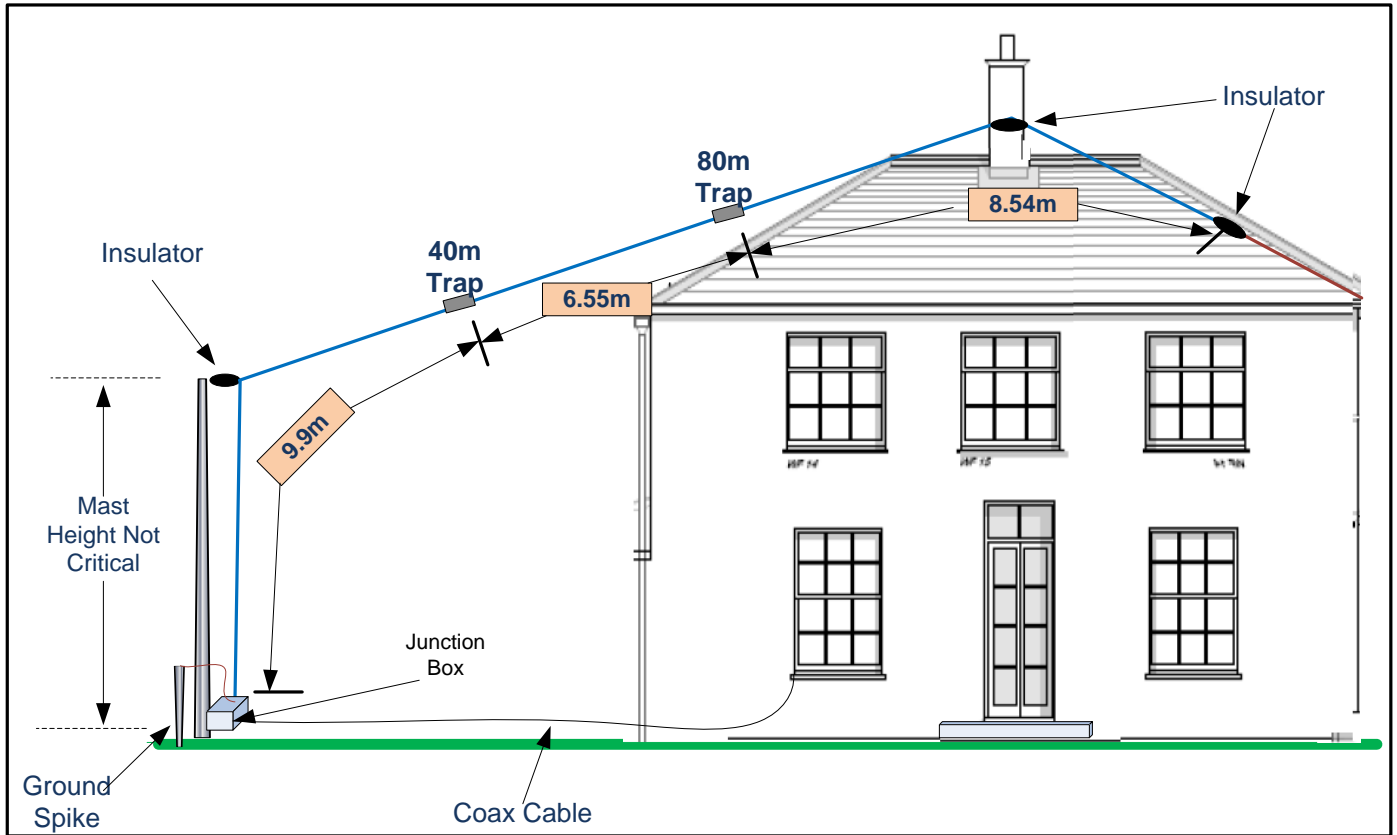 Insulator
80m
Trap
8.54m
Insulator
40m
Trap
6.55m
9.9m
Mast
Height Not
Critical
Junction
Box
Ground
Spike
Coax Cable